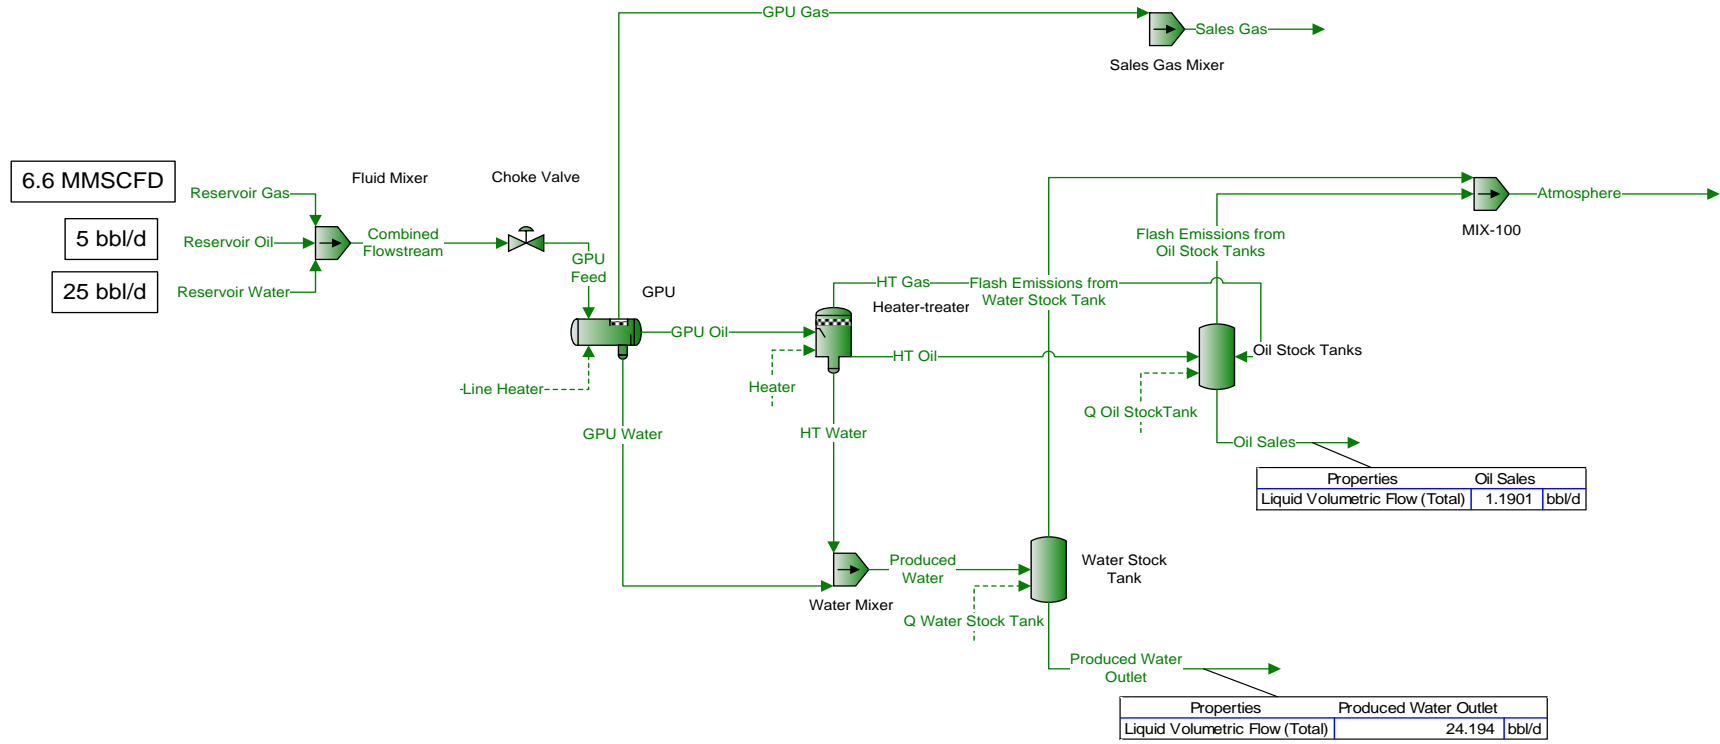 GPU Gas
Sales Gas
Sales Gas Mixer
6.6 MMSCFD
Fluid Mixer
Choke Valve
Reservoir Gas
5 bbl/d
Reservoir Oil
Combined
Flowstream
25 bbl/d
Reservoir Water
GPU
Feed
GPU
GPU Oil
Line Heater
GPU Water
HT Gas
Heater-treater
HT Oil
Heater
HT Water
Flash Emissions from
Water Stock Tank
Flash Emissions from
Oil Stock Tanks
MIX-100
Atmosphere
Oil Stock Tanks
Q Oil StockTank
Oil Sales
Properties Oil Sales
Liquid Volumetric Flow (Total) 1.1901 bbl/d
Water Mixer
Produced
Water
Water Stock
Tank
Q Water Stock Tank
Produced Water
Outlet
Properties Produced Water Outlet
Liquid Volumetric Flow (Total) 24.194 bbl/d